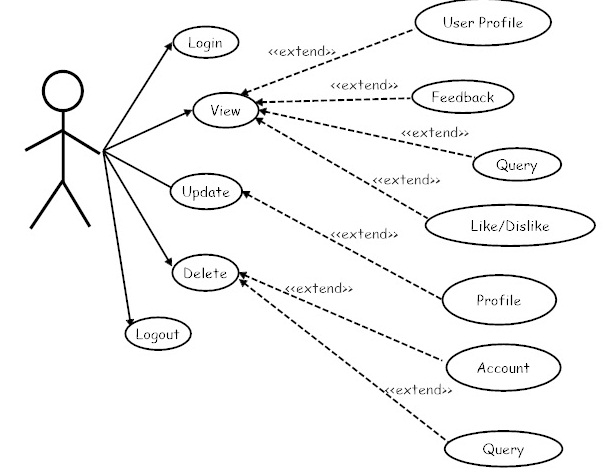 User Profile
Login
<<extend>>
<<extend>>
Feedback
View
<<extend>>
Query
<<extend>>
Update
Like/Dislike
<<extend>>
Delete
<<extend>>
Profile
Logout
Account
<<extend>>
Query